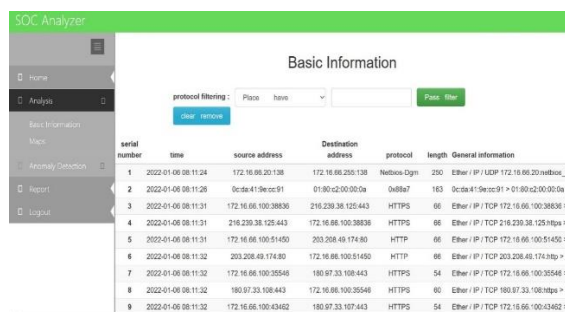 SOC Analyzer
Home
Analysis
Basic Information
Maps
Anomaly Detection
Report
Logout
Basic Information
protocol filtering :
Place have
Pass filter
clear remove
serial number time source address Destination address protocol length General information
1 2022-01-06 08:11:24 172.16.66.20:138 172.16.66.255:138 Netbios-Dgm 250 Ether / IP / UDP 172.16.66.20:netbios_
2 2022-01-06 08:11:26 0c:da:41:9e:cc:91 01:80:c2:00:00:0a 0x88a7 163 0c:da:41:9e:cc:91 > 01:80:c2:00:00:0a
3 2022-01-06 08:11:31 172.16.66.100:38836 216.239.38.125:443 HTTPS 66 Ether / IP / TCP 172.16.66.100:38836 >
4 2022-01-06 08:11:31 216.239.38.125:443 172.16.66.100:38836 HTTPS 66 Ether / IP / TCP 216.239.38.125:https >
5 2022-01-06 08:11:31 172.16.66.100:51450 203.208.49.174:80 HTTP 66 Ether / IP / TCP 172.16.66.100:51450 >
6 2022-01-06 08:11:32 203.208.49.174:80 172.16.66.100:51450 HTTP 66 Ether / IP / TCP 203.208.49.174:http >
7 2022-01-06 08:11:32 172.16.66.100:35546 180.97.33.108:443 HTTPS 54 Ether / IP / TCP 172.16.66.100:35546 >
8 2022-01-06 08:11:32 180.97.33.108:443 172.16.66.100:35546 HTTPS 60 Ether / IP / TCP 180.97.33.108:https >
9 2022-01-06 08:11:32 172.16.66.100:43462 180.97.33.107:443 HTTPS 54 Ether / IP / TCP 172.16.66.100:43462 >